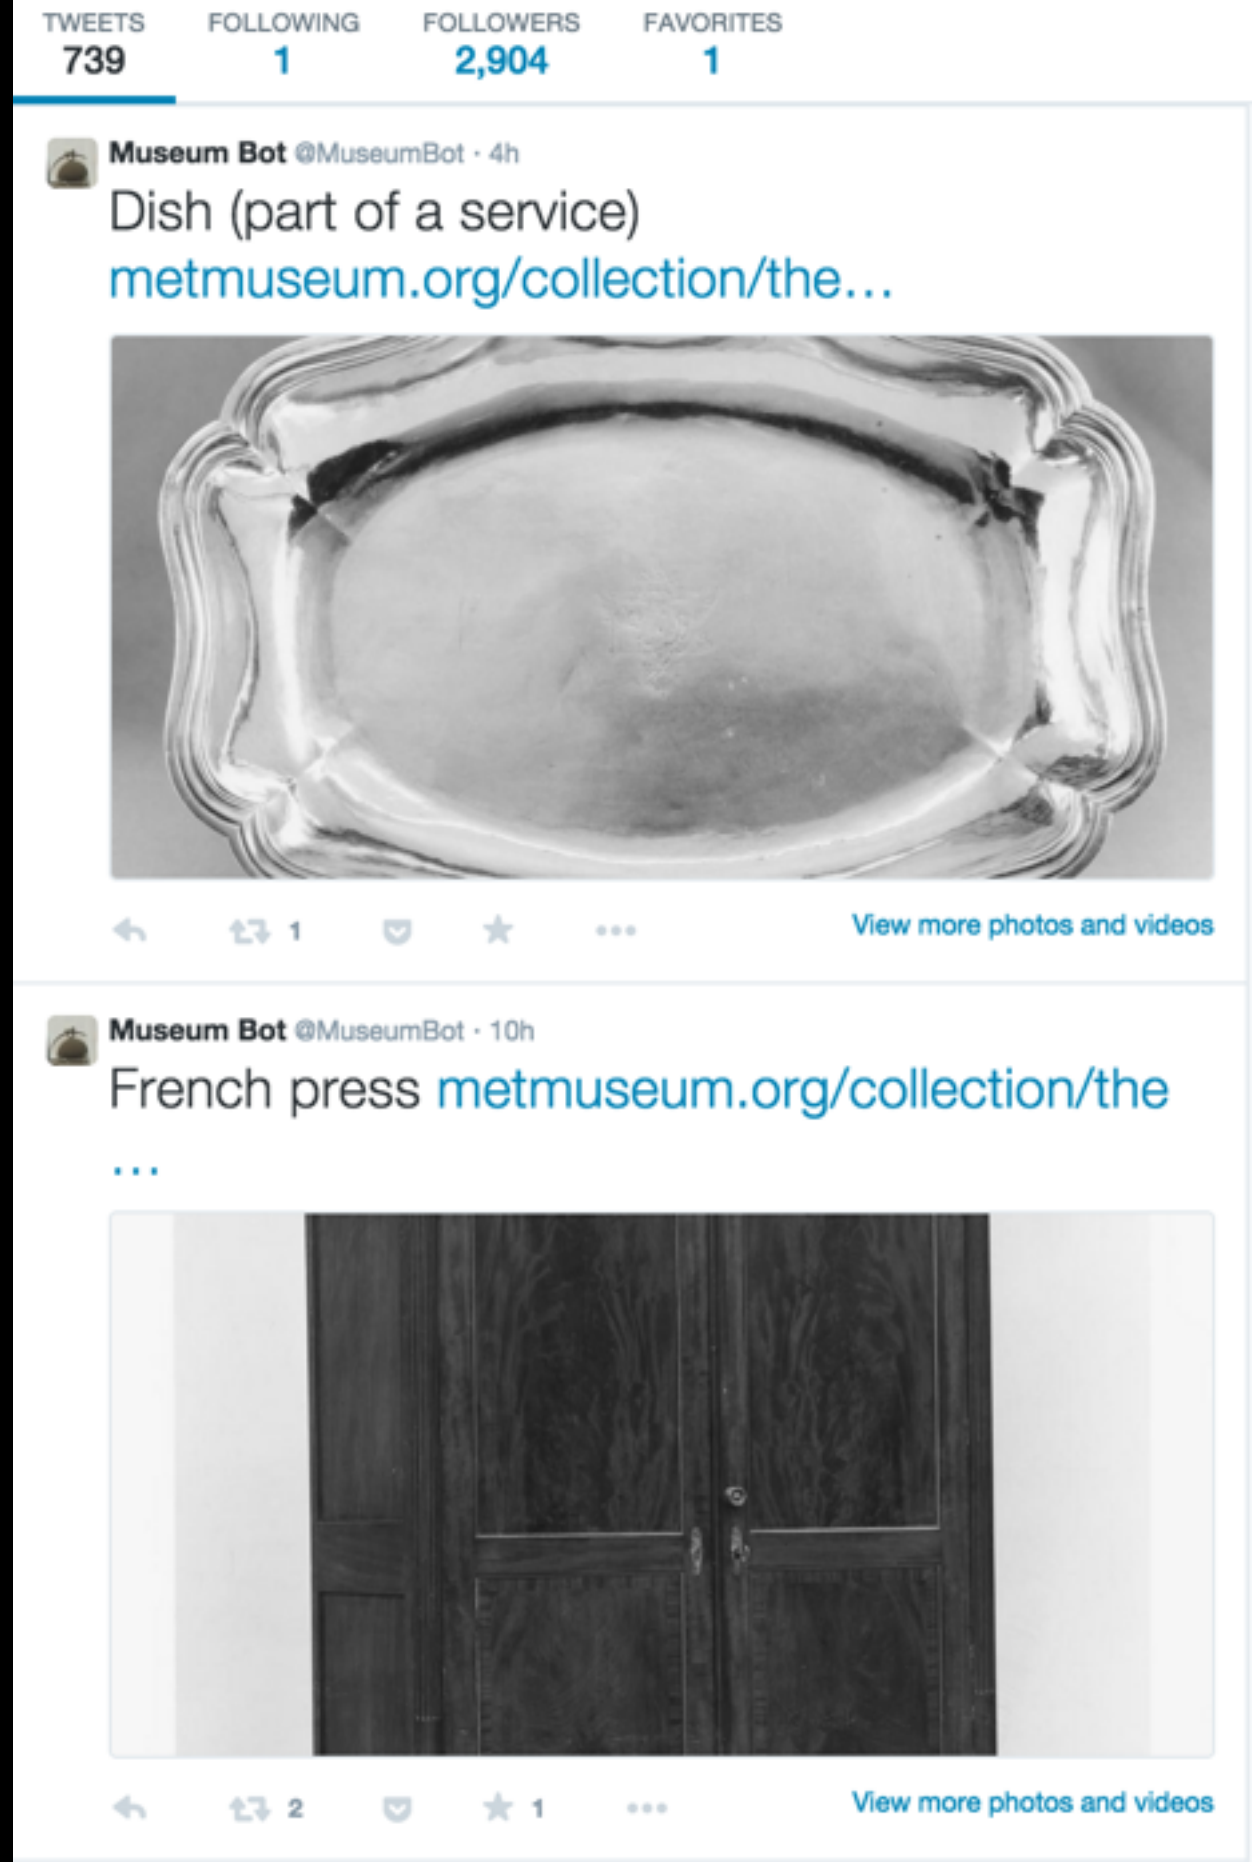 TWEETS FOLLOWING FOLLOWERS FAVORITES
739 1 2,904 1
Museum Bot @MuseumBot · 4h
Dish (part of a service)
metmuseum.org/collection/the…
1 View more photos and videos
Museum Bot @MuseumBot · 10h
French press metmuseum.org/collection/the
…
2 1 View more photos and videos